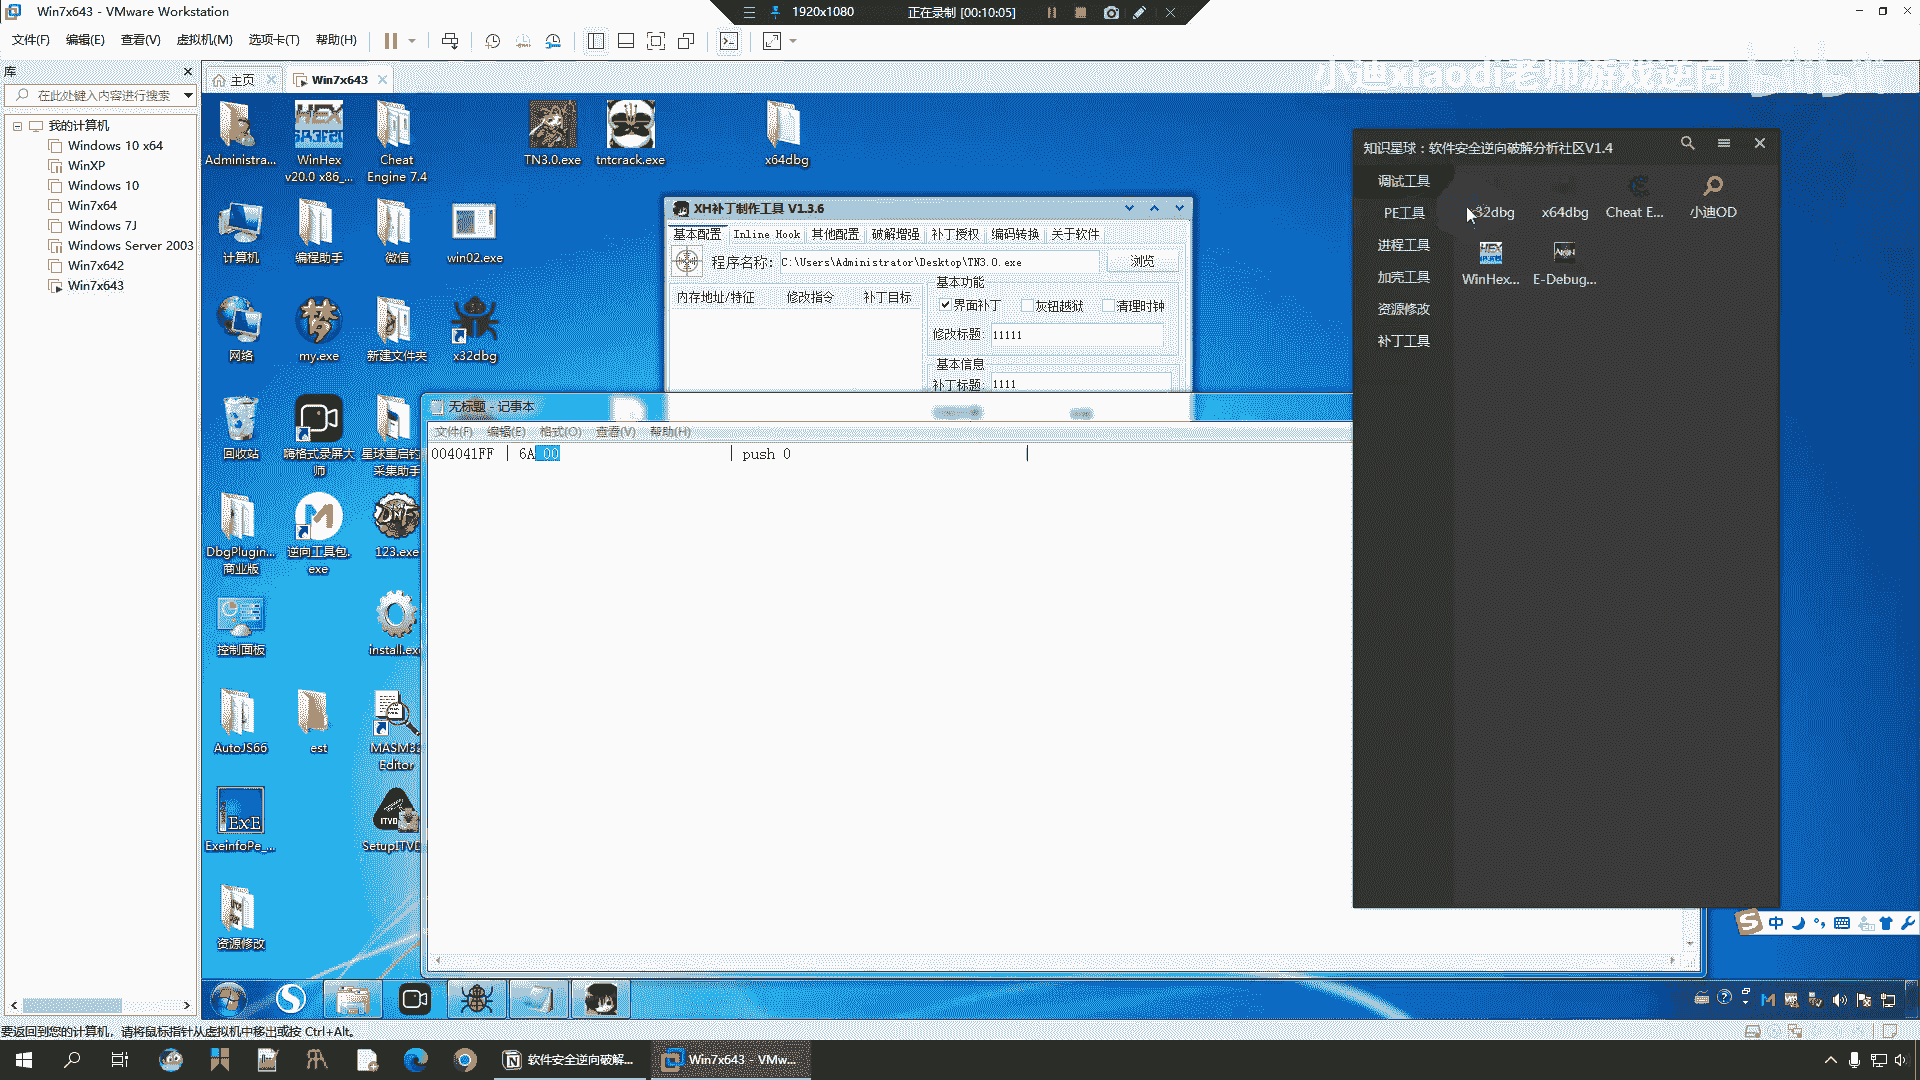 Win7x643 - VMware Workstation
1920x1080
正在录制 [00:10:05]
文件(F) 编辑(E) 查看(V) 虚拟机(M) 选项卡(T) 帮助(H)
库
在此处键入内容进行搜索
主页
Win7x643
小迪xiaodi老师游戏逆向
bilibili
我的计算机
Windows 10 x64
WinXP
Windows 10
Win7x64
Windows 7J
Windows Server 2003
Win7x642
Win7x643
Administra...
WinHex v20.0 x86_...
Cheat Engine 7.4
TN3.0.exe
tntcrack.exe
x64dbg
计算机
编程助手
微信
win02.exe
网络
my.exe
新建文件夹
x32dbg
回收站
嗨格式录屏大师
星球重启钓
采集助手
DbgPlugin...
商业版
逆向工具包.exe
123.exe
控制面板
install.exe
AutoJS66
est
MASM32
Editor
ExeinfoPe_...
SetupITVD
资源修改
XH补丁制作工具 V1.3.6
基本配置 Inline Hook 其他配置 破解增强 补丁授权 编码转换 关于软件
程序名称: C:\Users\Administrator\Desktop\TN3.0.exe 浏览
内存地址/特征 修改指令 补丁目标
基本功能
界面补丁 灰钮越狱 清理时钟
修改标题: 11111
基本信息
补丁标题: 1111
无标题 - 记事本
文件(F) 编辑(E) 格式(O) 查看(V) 帮助(H)
004041FF | 6A 00 | push 0 |
知识星球：软件安全逆向破解分析社区V1.4
调试工具
PE工具
进程工具
加壳工具
资源修改
补丁工具
x32dbg
x64dbg
Cheat E...
小迪OD
WinHex...
E-Debug...
中
要返回到您的计算机，请将鼠标指针从虚拟机中移出或按 Ctrl+Alt。
软件安全逆向破解...
Win7x643 - VMw...